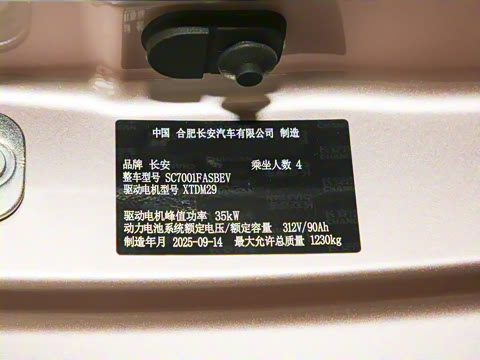 中国 合肥长安汽车有限公司 制造
品牌 长安 乘坐人数 4
整车型号 SC7001FASBEV
驱动电机型号 XTDM29
驱动电机峰值功率 35kW
动力电池系统额定电压/额定容量 312V/90Ah
制造年月 2025-09-14 最大允许总质量 1230kg